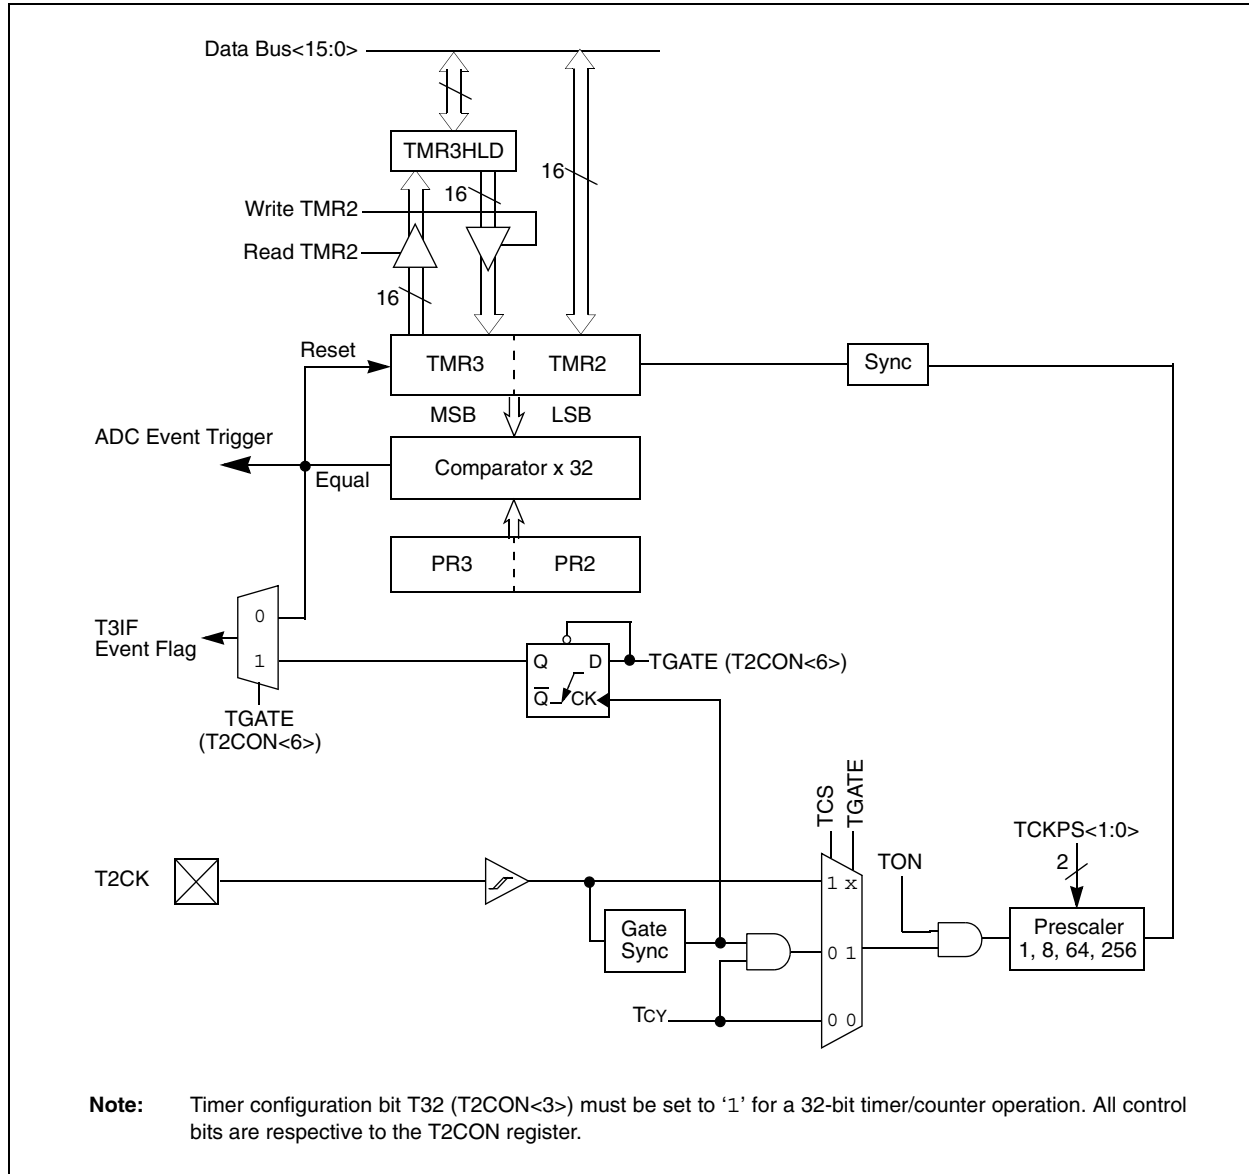 Data Bus<15:0>
TMR3HLD
16
16
Write TMR2
Read TMR2
16
Reset
TMR3
TMR2
Sync
MSB
LSB
ADC Event Trigger
Equal
Comparator x 32
PR3
PR2
0
T3IF
Event Flag
1
Q
D
TGATE (T2CON<6>)
Q
CK
TGATE
(T2CON<6>)
TCS
TGATE
TCKPS<1:0>
2
TON
T2CK
1 x
Gate
Sync
0 1
Prescaler
1, 8, 64, 256
TCY
0 0
Note: Timer configuration bit T32 (T2CON<3>) must be set to ‘1’ for a 32-bit timer/counter operation. All control
bits are respective to the T2CON register.